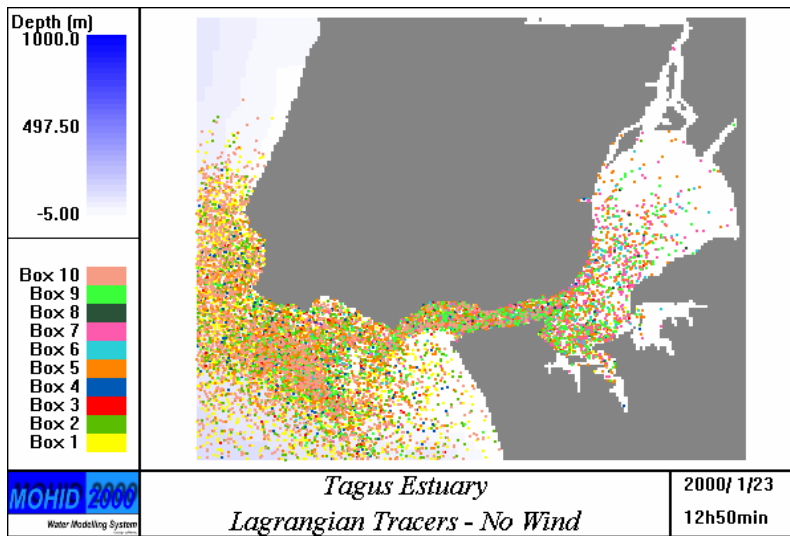 Depth (m)
1000.0
497.50
-5.00
Box 10
Box 9
Box 8
Box 7
Box 6
Box 5
Box 4
Box 3
Box 2
Box 1
MOHID 2000
Water Modelling System
Tagus Estuary
Lagrangian Tracers - No Wind
2000/ 1/23
12h50min